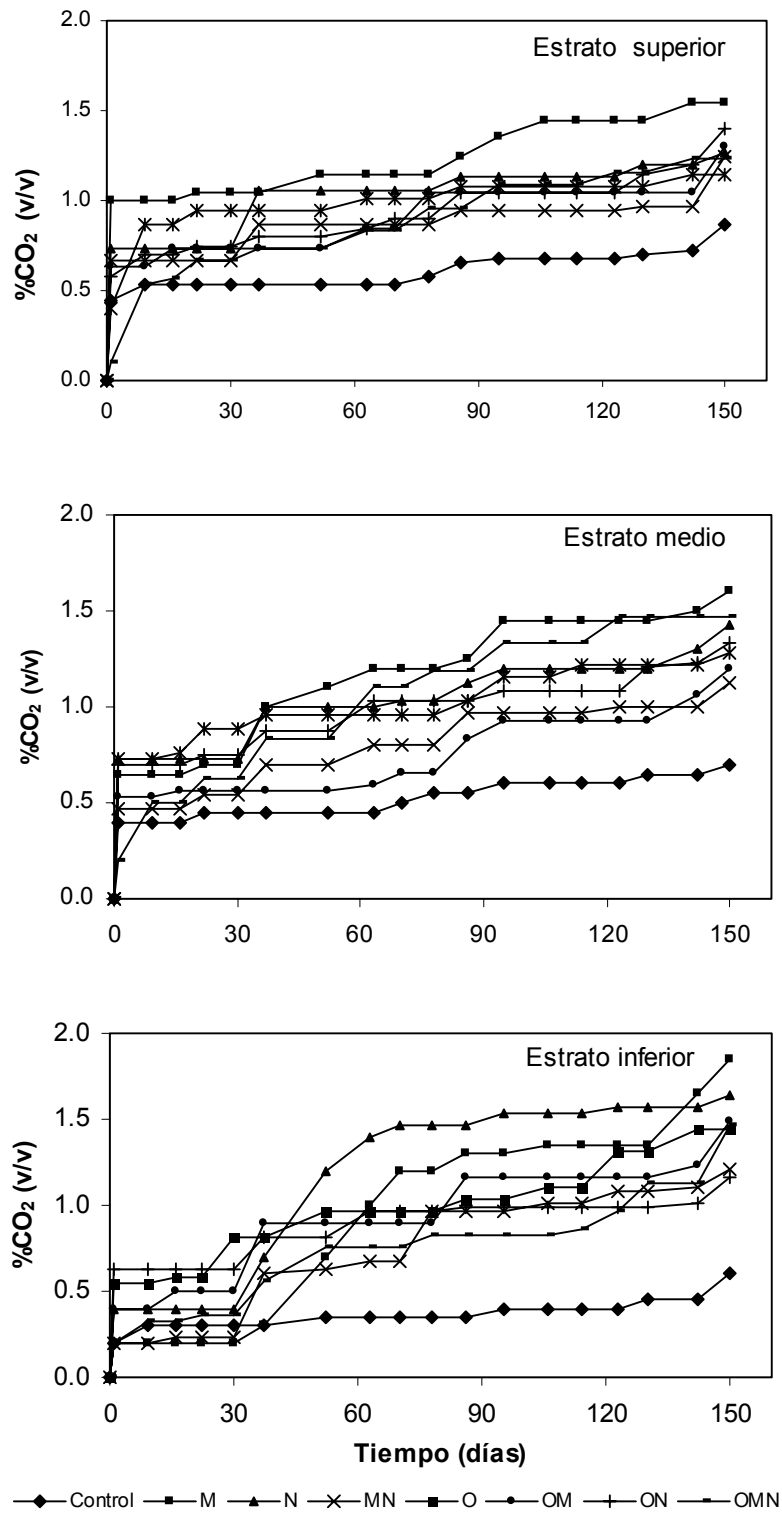 2.0
Estrato superior
1.5
1.0
0.5
0.0
%CO₂ (v/v)
0 30 60 90 120 150
2.0
Estrato medio
1.5
1.0
0.5
0.0
%CO₂ (v/v)
0 30 60 90 120 150
2.0
Estrato inferior
1.5
1.0
0.5
0.0
%CO₂ (v/v)
0 30 60 90 120 150
Tiempo (días)
Control M N MN O OM ON OMN